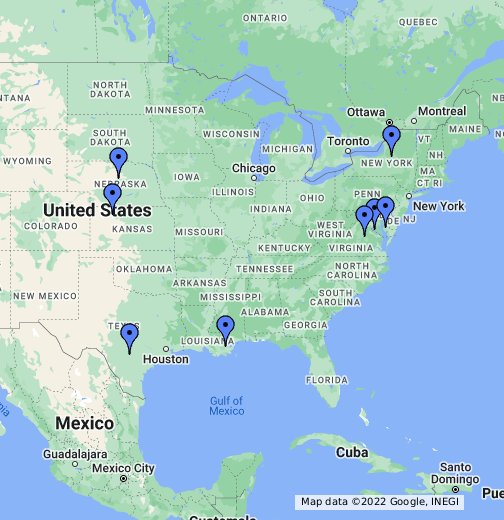 ONTARIO
QUEBEC
NORTH
DAKOTA
MINNESOTA
Ottawa
Montreal
SOUTH
DAKOTA
WISCONSIN
MICHIGAN
Toronto
VT
MAINE
NB
NTANA
WYOMING
NH
NEW YORK
MA
CT RI
Chicago
IOWA
NEBRASKA
ILLINOIS
INDIANA
OHIO
PENN
New York
United States
COLORADO
KANSAS
MISSOURI
WEST
VIRGINIA
DE
NJ
KENTUCKY
VIRGINIA
OKLAHOMA
TENNESSEE
NORTH
CAROLINA
NEW MEXICO
ARKANSAS
MISSISSIPPI
SOUTH
CAROLINA
ALABAMA
TEXAS
GEORGIA
LOUISIANA
Houston
FLORIDA
Gulf of
Mexico
Mexico
Guadalajara
Mexico City
Cuba
Santo
Domingo
Pue
Guatemala
Map data ©2022 Google, INEGI